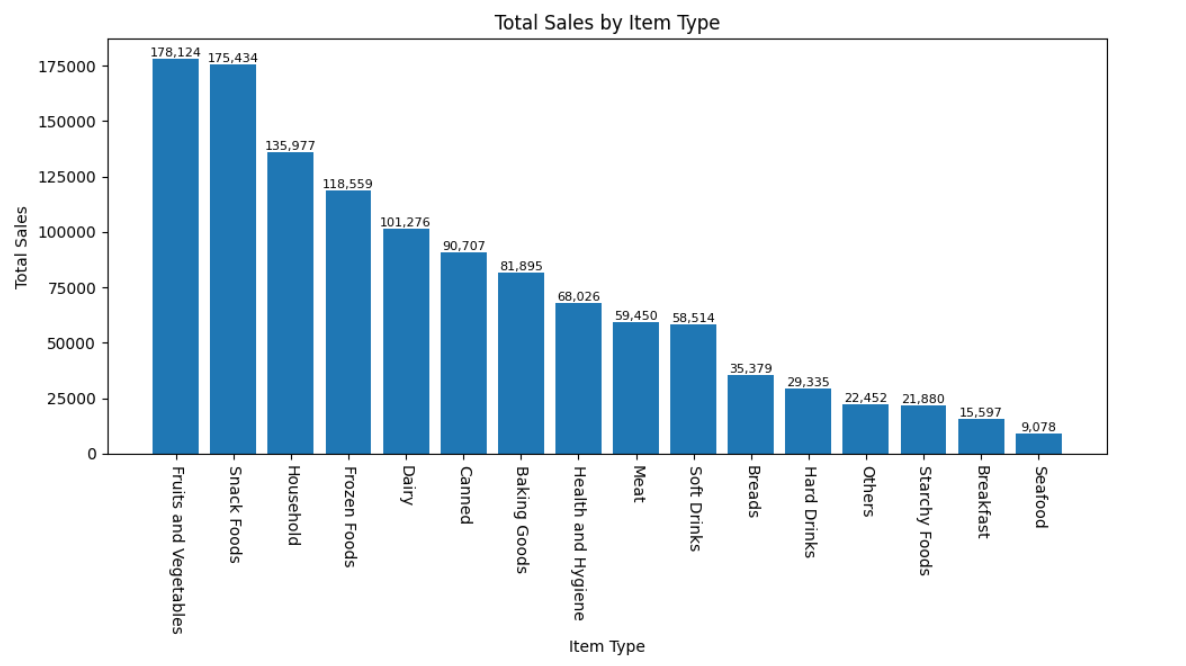 Total Sales by Item Type
Total Sales
175000
150000
125000
100000
75000
50000
25000
0
178,124
175,434
135,977
118,559
101,276
90,707
81,895
68,026
59,450
58,514
35,379
29,335
22,452
21,880
15,597
9,078
Fruits and Vegetables
Snack Foods
Household
Frozen Foods
Dairy
Canned
Baking Goods
Health and Hygiene
Meat
Soft Drinks
Breads
Hard Drinks
Others
Starchy Foods
Breakfast
Seafood
Item Type